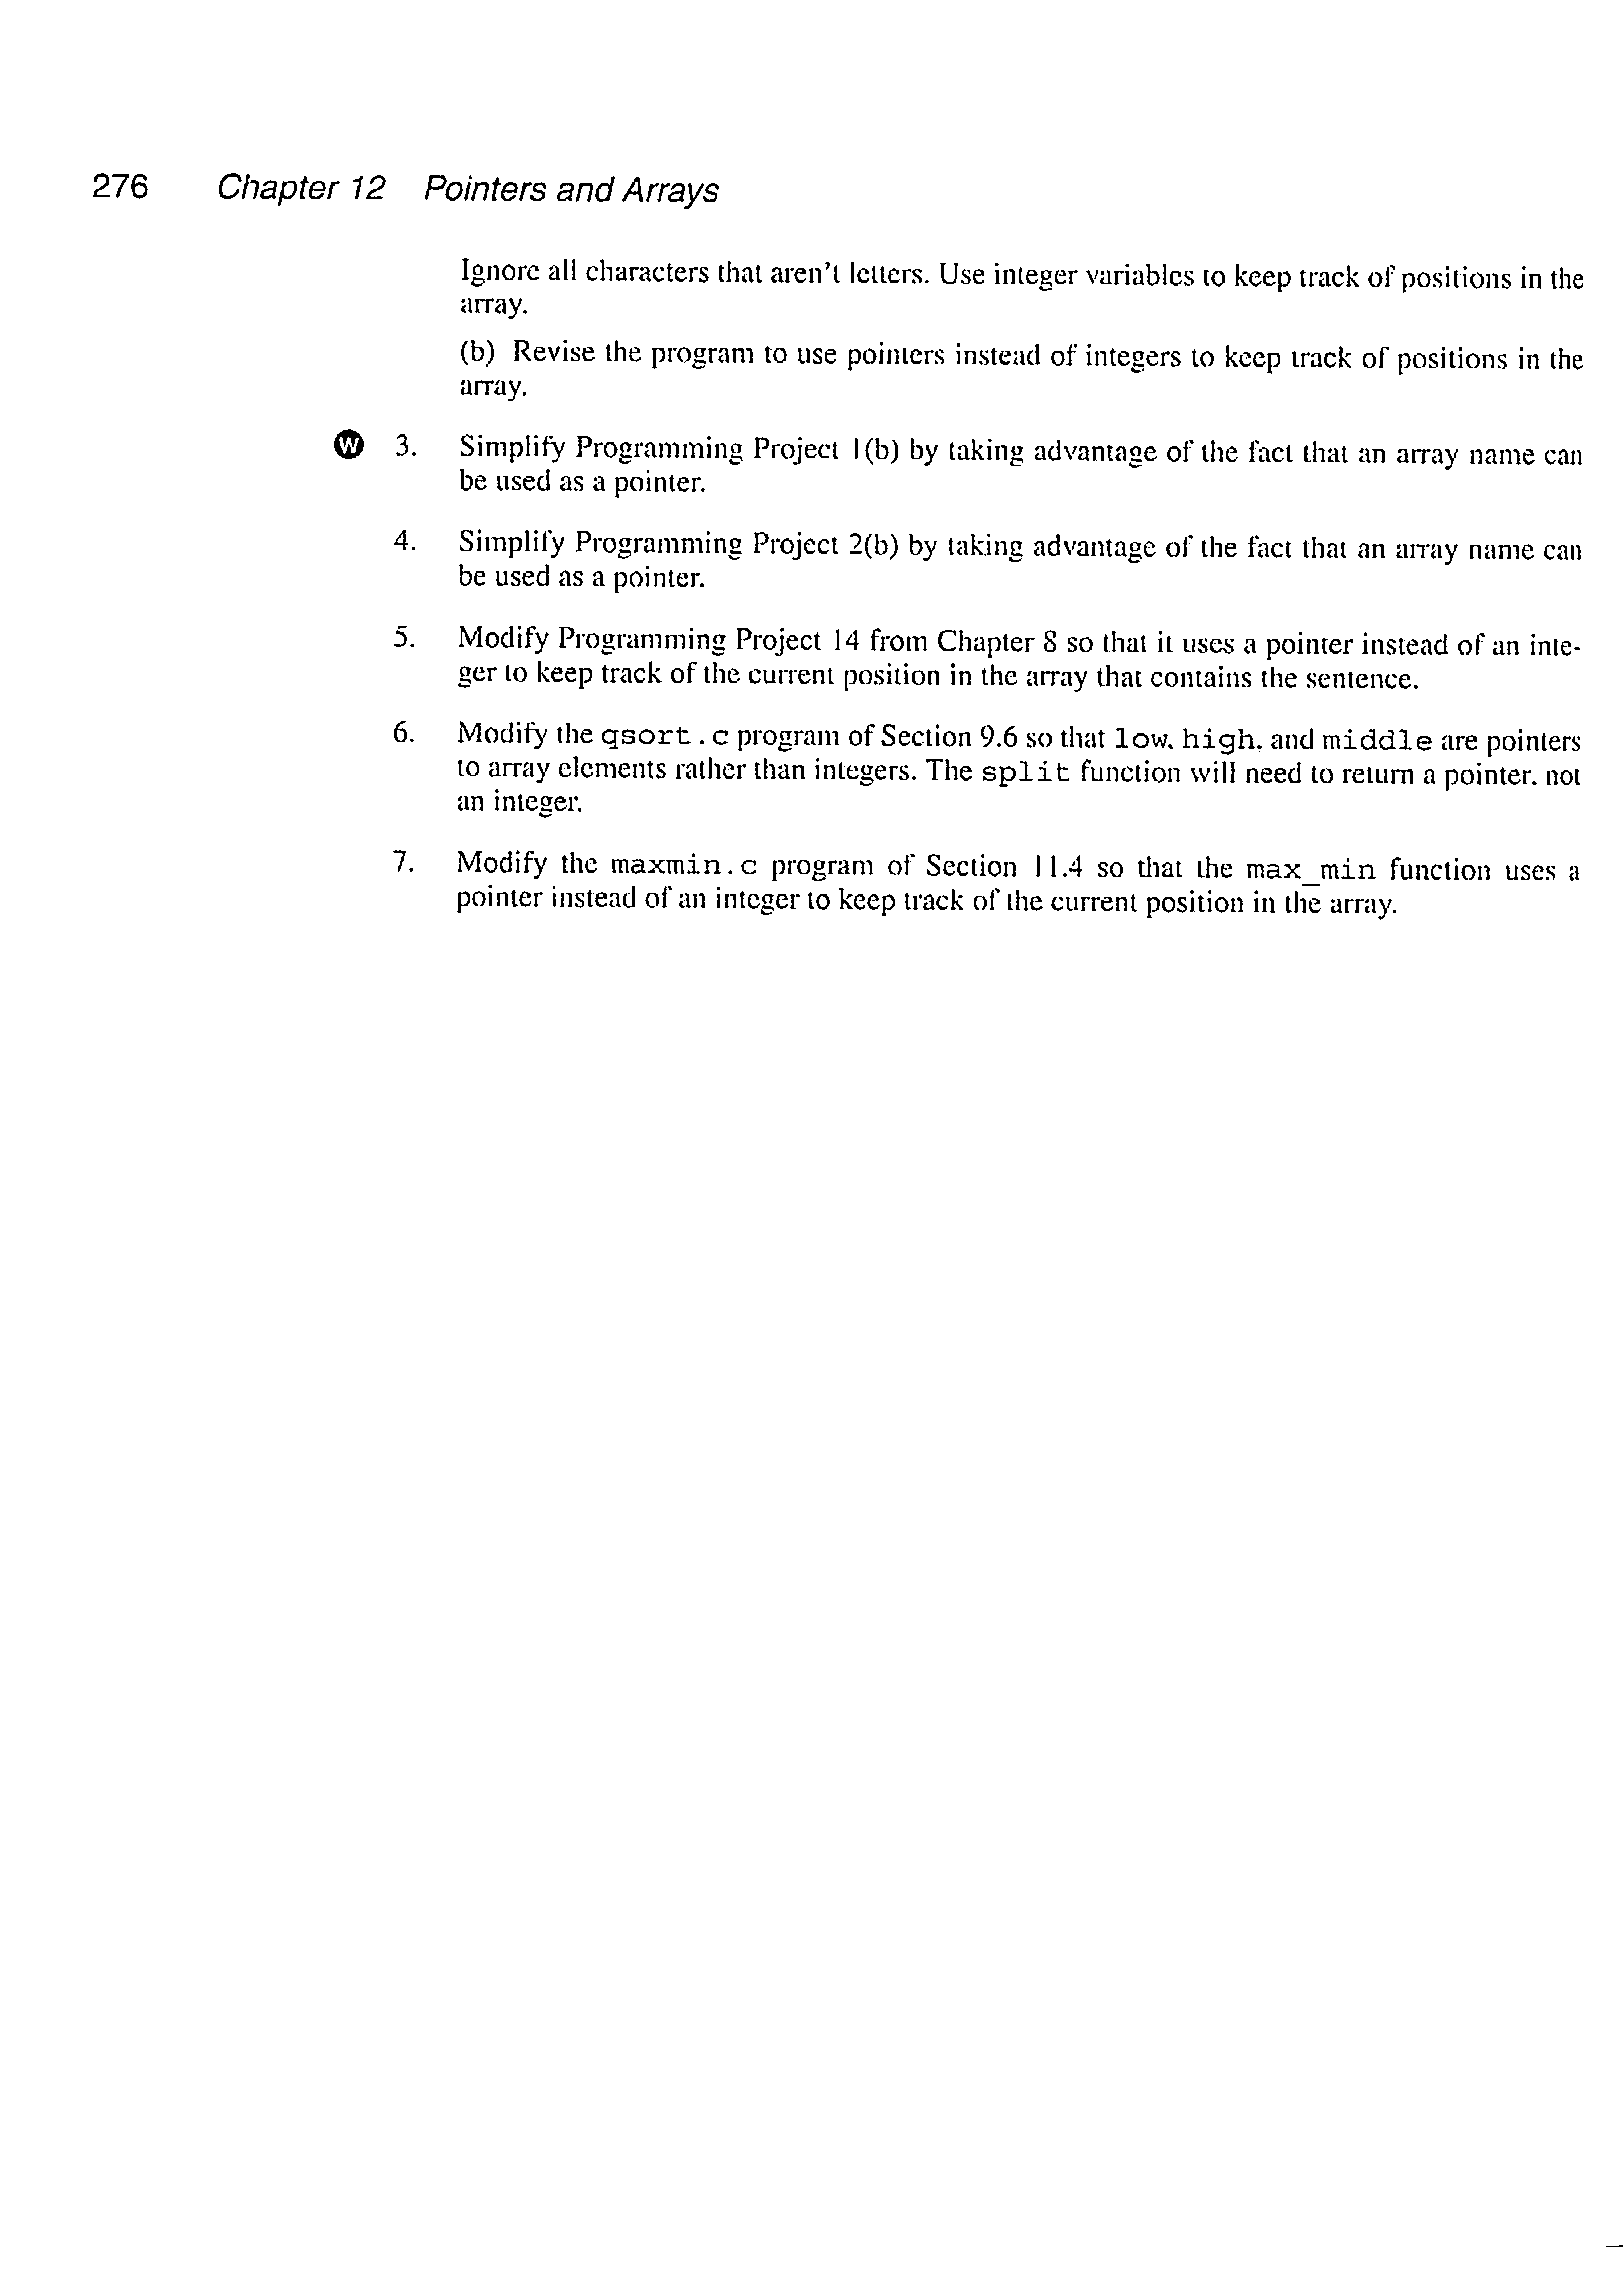 276 Chapter 12 Pointers and Arrays
Ignore all characters that aren't letters. Use integer variables to keep track of positions in the
array.
(b) Revise the program to use pointers instead of integers to keep track of positions in the
array.
W 3. Simplify Programming Project 1(b) by taking advantage of the fact that an array name can
be used as a pointer.
4. Simplify Programming Project 2(b) by taking advantage of the fact that an array name can
be used as a pointer.
5. Modify Programming Project 14 from Chapter 8 so that it uses a pointer instead of an inte-
ger to keep track of the current position in the array that contains the sentence.
6. Modify the qsort.c program of Section 9.6 so that low, high, and middle are pointers
to array elements rather than integers. The split function will need to return a pointer, not
an integer.
7. Modify the maxmin.c program of Section 11.4 so that the max_min function uses a
pointer instead of an integer to keep track of the current position in the array.